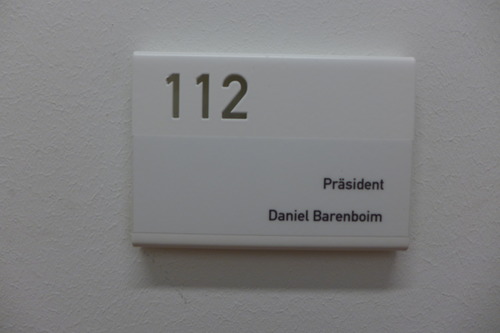 112
Präsident
Daniel Barenboim